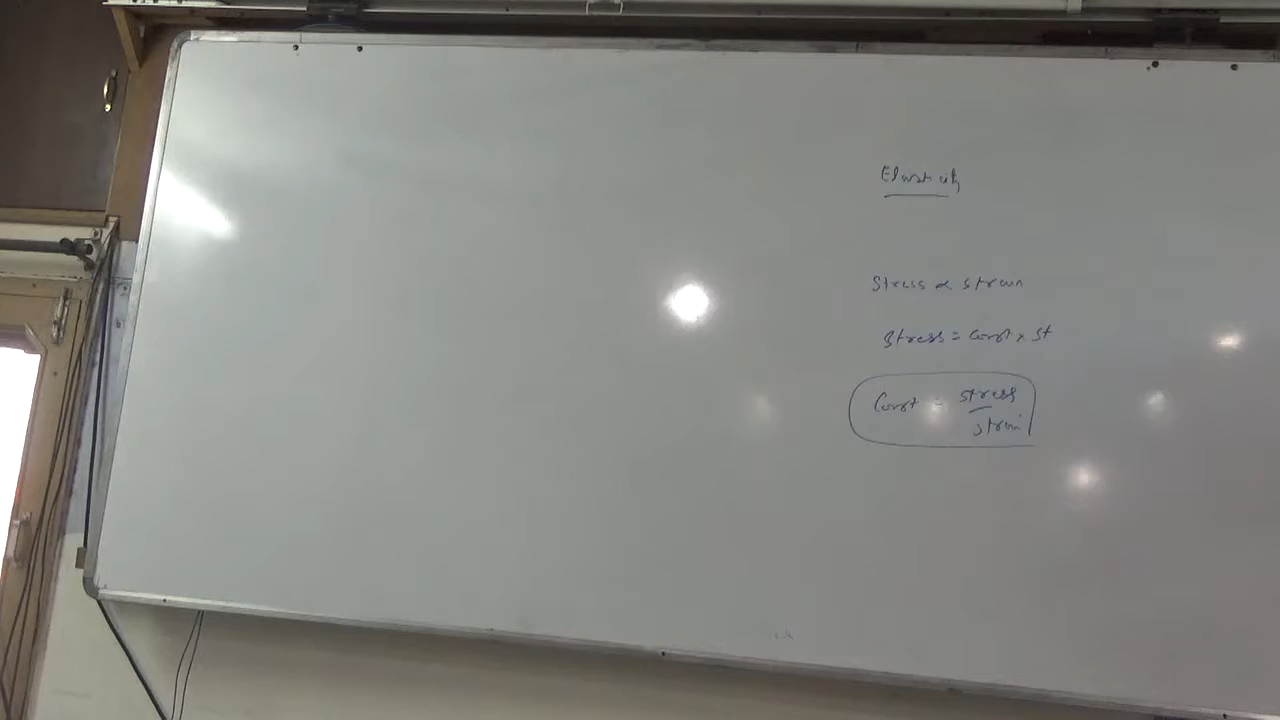 Elasticity
Stress ∝ strain
Stress = Const × St
Const = stress
strain